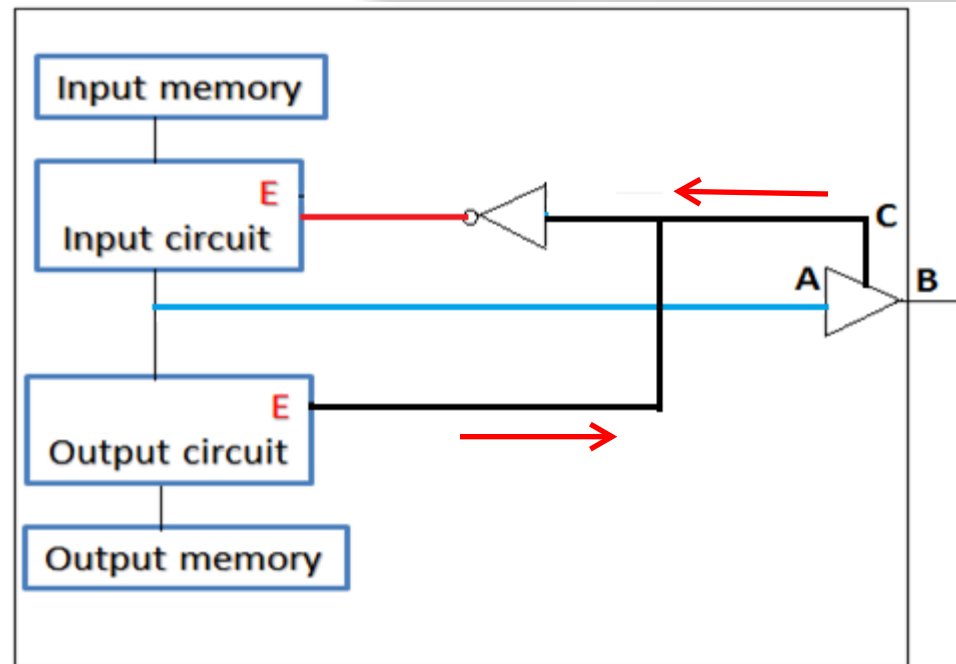 Input memory
E
Input circuit
C
A
B
E
Output circuit
Output memory